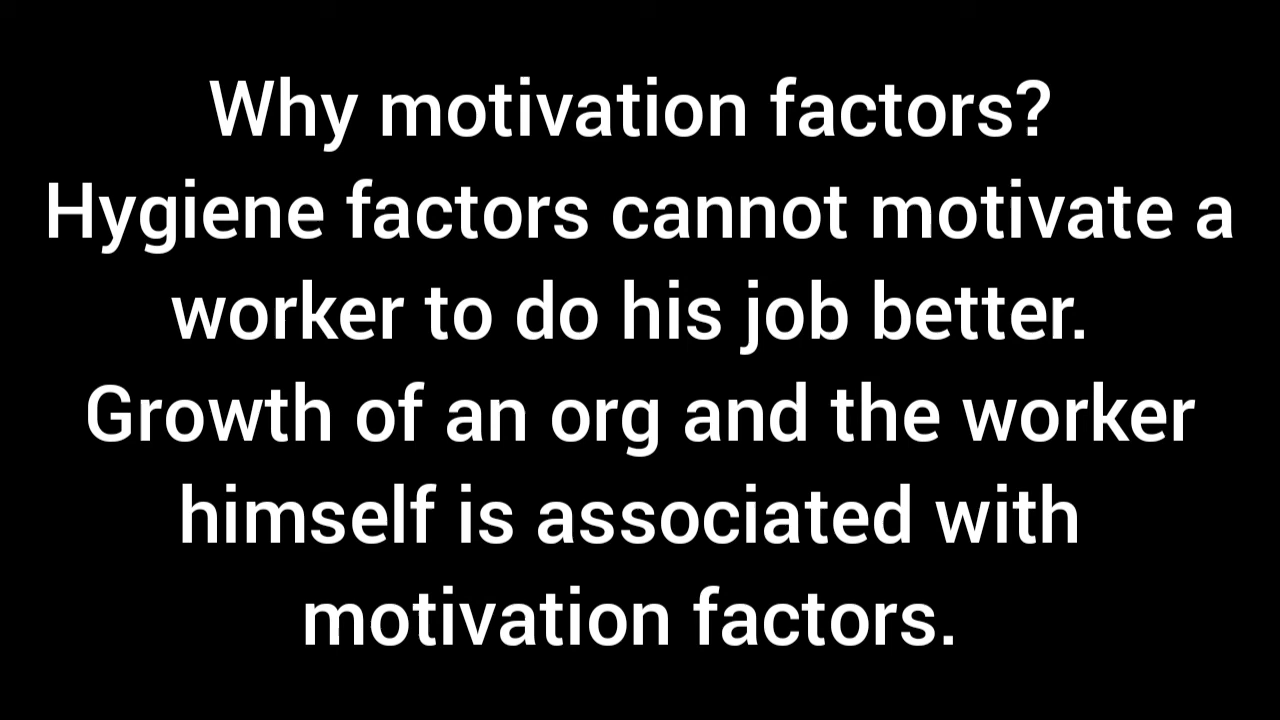 Why motivation factors?
Hygiene factors cannot motivate a
worker to do his job better.
Growth of an org and the worker
himself is associated with
motivation factors.